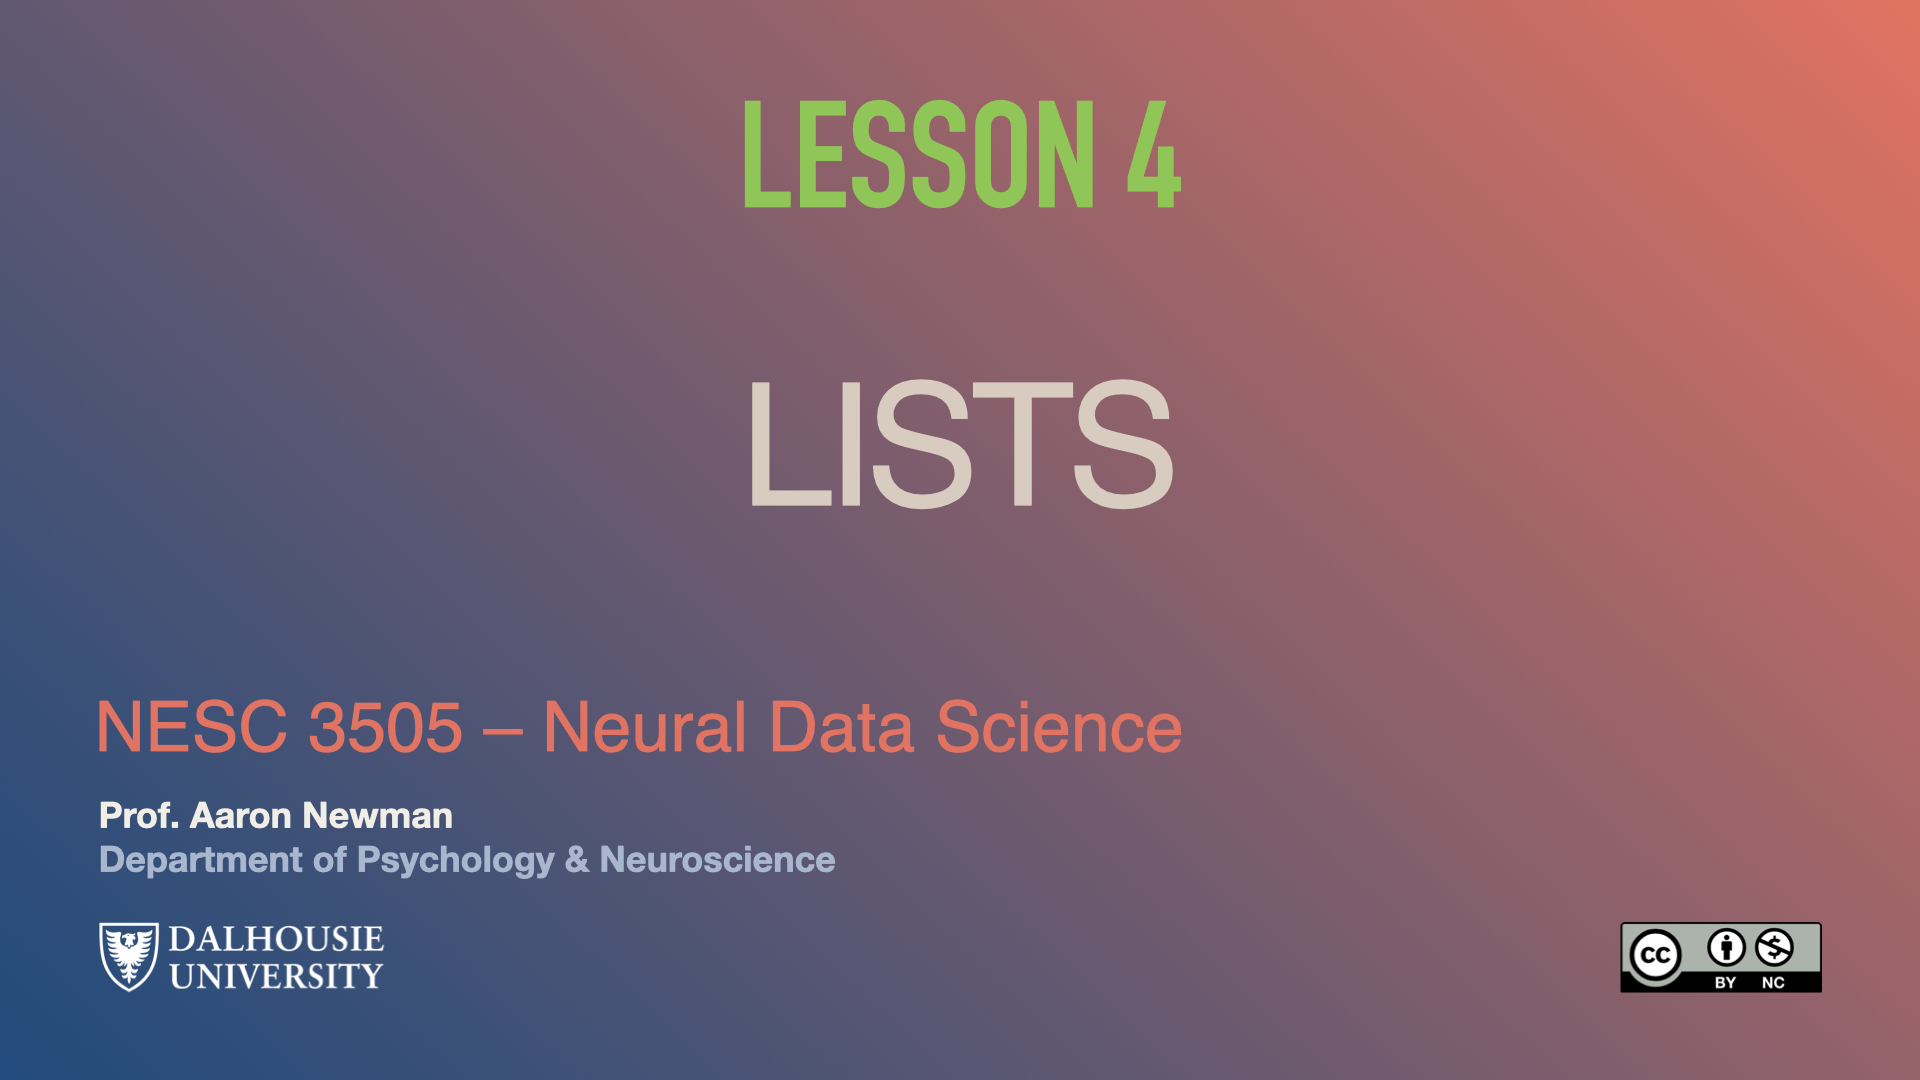 LESSON 4
LISTS
NESC 3505 – Neural Data Science
Prof. Aaron Newman
Department of Psychology & Neuroscience
DALHOUSIE
UNIVERSITY
CC
BY NC